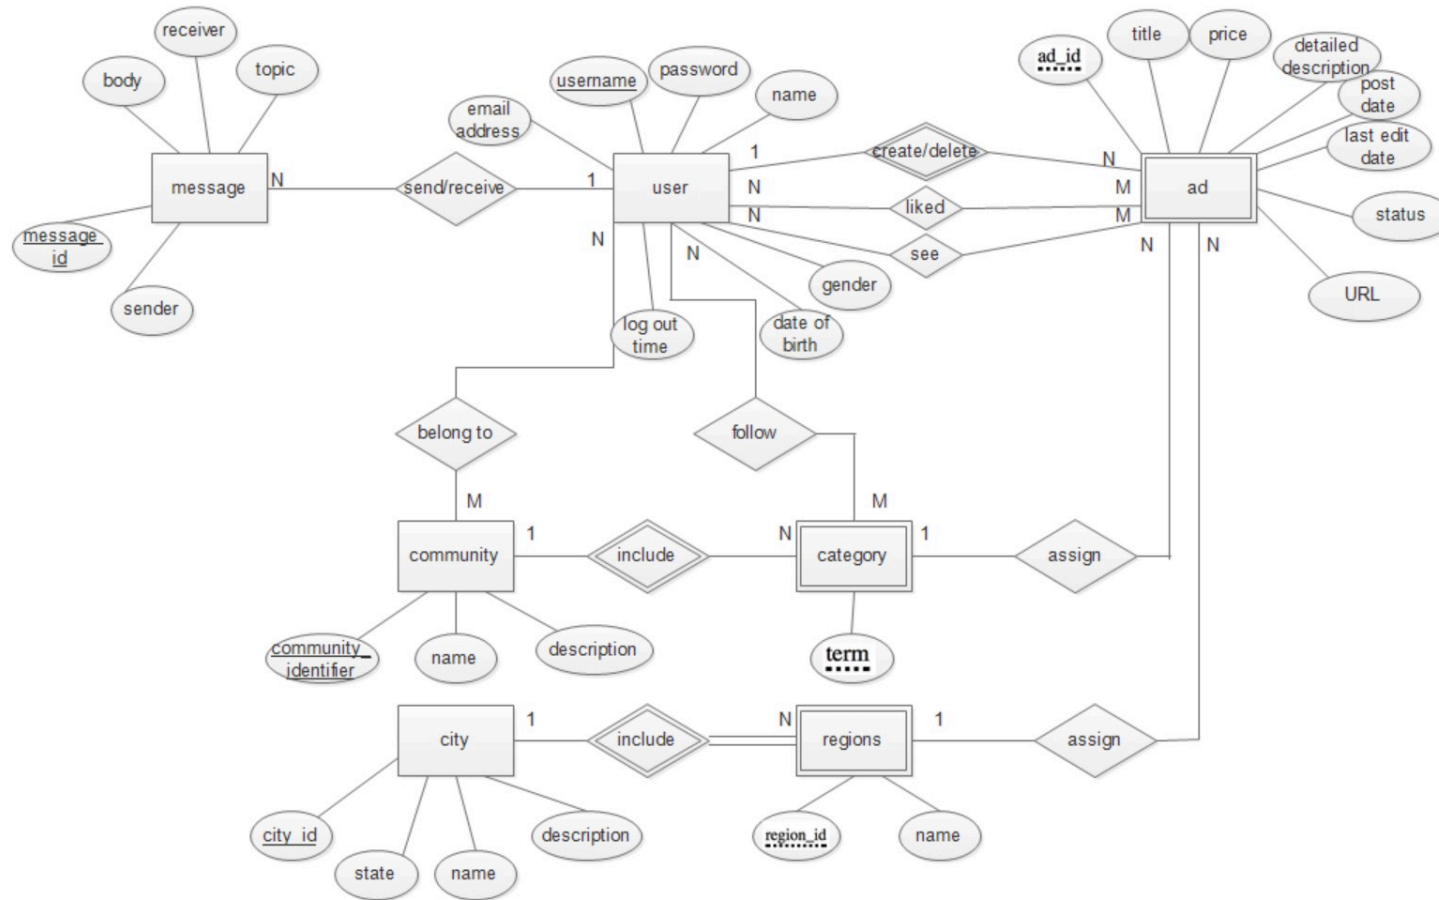 receiver
body
topic
message
message_
id
sender
N
send/receive
1
email
address
username
password
name
user
1
N
N
N
N
log out
time
date of
birth
gender
create/delete
liked
see
N
M
M
N
N
ad_id
title
price
detailed
description
post
date
last edit
date
ad
status
URL
belong to
follow
M
M
community
1
include
N
category
1
assign
community_
identifier
name
description
term
city
1
include
N
regions
1
assign
city_id
state
name
description
region_id
name